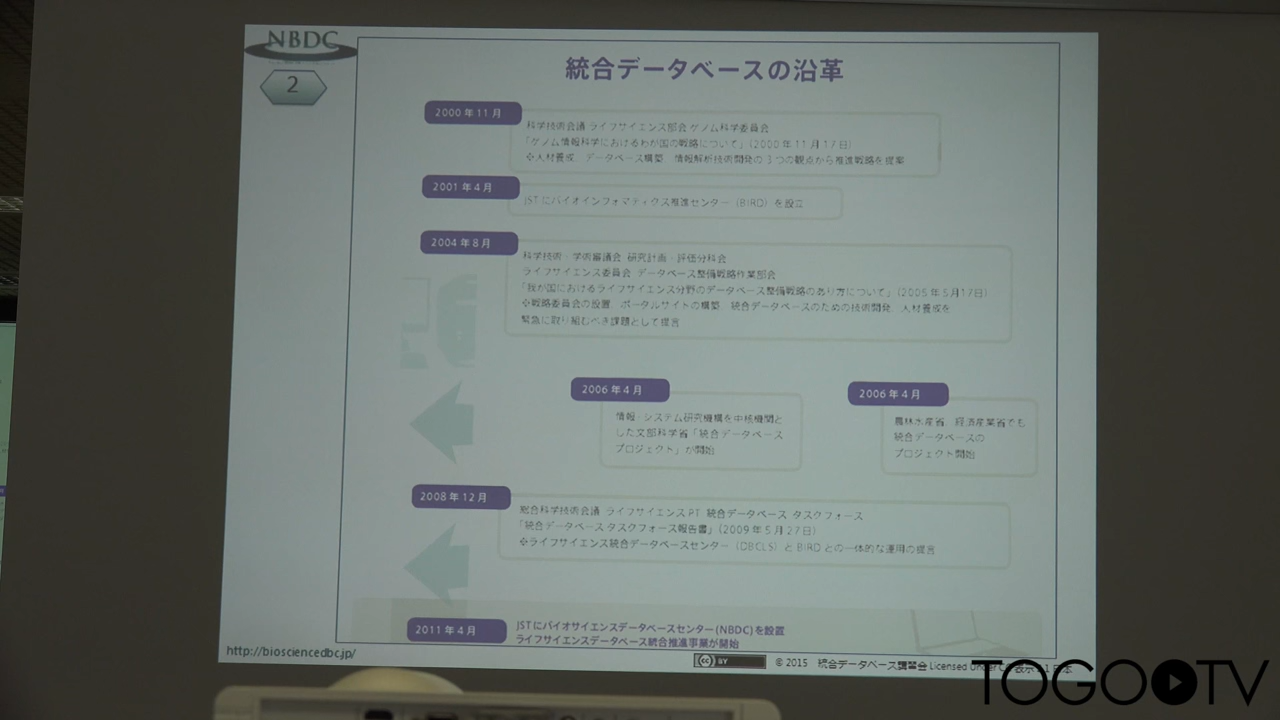 NBDC
2
統合データベースの沿革
2000年11月
科学技術会議 ライフサイエンス部会 ゲノム科学委員会
「ゲノム情報科学におけるわが国の戦略について」(2000年11月17日)
❖人材養成、データベース構築、情報解析技術開発の3つの観点から推進戦略を提案
2001年4月
JSTにバイオインフォマティクス推進センター(BIRD)を設立
2004年8月
科学技術・学術審議会 研究計画・評価分科会
ライフサイエンス委員会 データベース整備戦略作業部会
「我が国におけるライフサイエンス分野のデータベース整備戦略のあり方について」(2005年5月17日)
❖戦略委員会の設置、ポータルサイトの構築、統合データベースのための技術開発、人材養成を
緊急に取り組むべき課題として提言
2006年4月
情報・システム研究機構を中核機関と
した文部科学省「統合データベース
プロジェクト」が開始
2006年4月
農林水産省、経済産業省でも
統合データベースの
プロジェクト開始
2008年12月
総合科学技術会議 ライフサイエンスPT 統合データベース タスクフォース
「統合データベース タスクフォース報告書」(2009年5月27日)
❖ライフサイエンス統合データベースセンター(DBCLS)とBIRDとの一体的な運用の提言
2011年4月
JSTにバイオサイエンスデータベースセンター(NBDC)を設置
ライフサイエンスデータベース統合推進事業が開始
http://biosciencedbc.jp/
cc BY
© 2015 統合データベース講習会 Licensed Under
TOGOTV